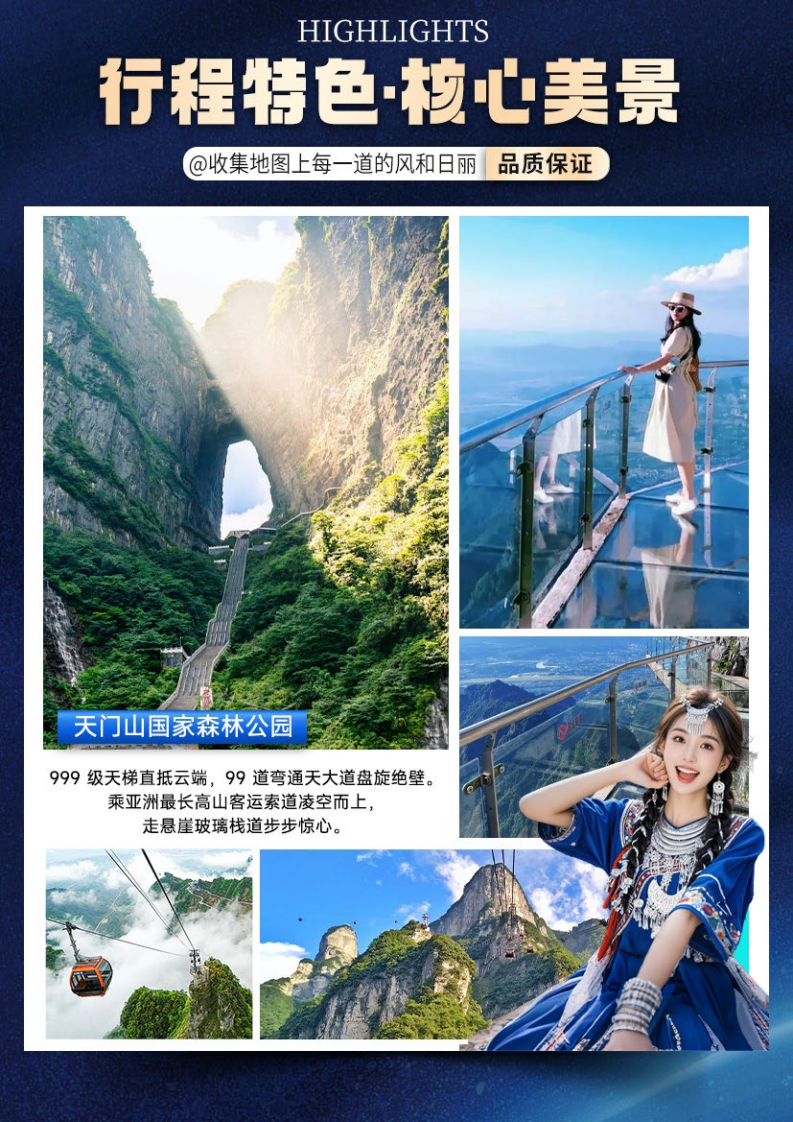 HIGHLIGHTS
行程特色·核心美景
@收集地图上每一道的风和日丽 品质保证
天门山国家森林公园
999 级天梯直抵云端，99 道弯通天大道盘旋绝壁。
乘亚洲最长高山客运索道凌空而上，
走悬崖玻璃栈道步步惊心。